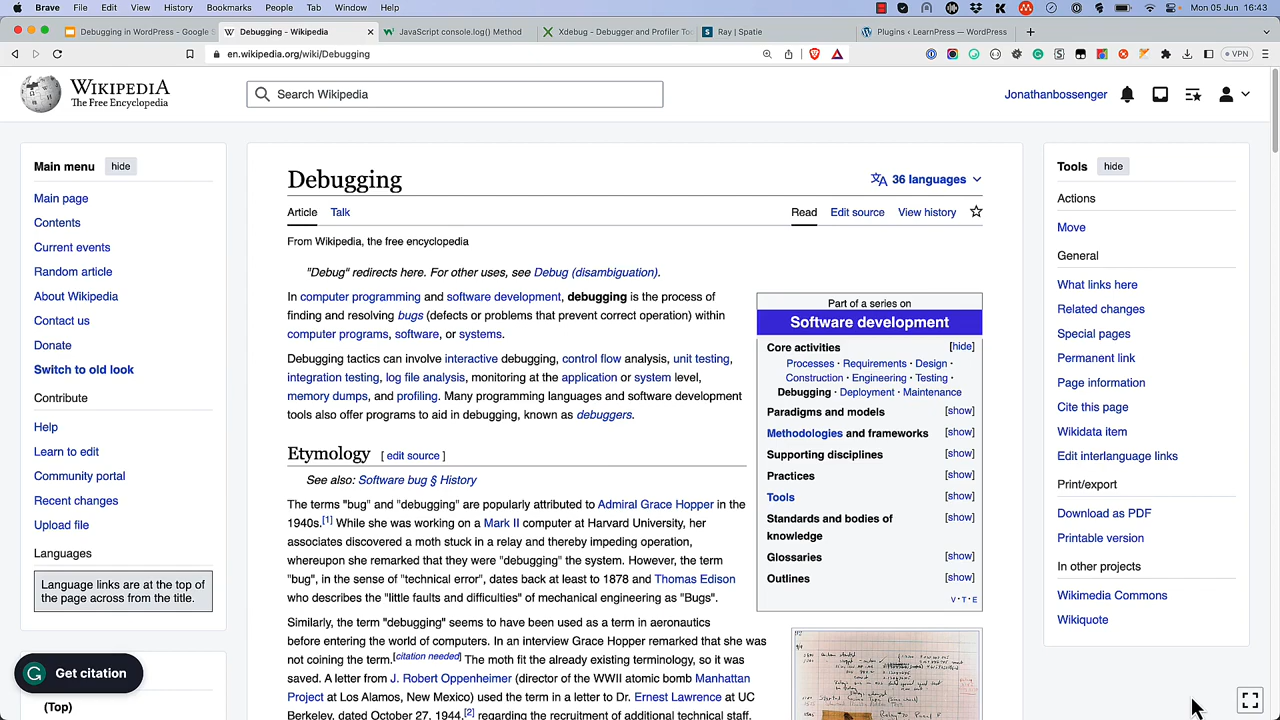 Brave File Edit View History Bookmarks People Tab Window Help Mon 05 Jun 16:43
Debugging in WordPress - Google S Debugging - Wikipedia JavaScript console.log() Method Xdebug - Debugger and Profiler To Ray | Spatie Plugins < LearnPress — WordPress
en.wikipedia.org/wiki/Debugging VPN
WIKIPEDIA
The Free Encyclopedia
Search Wikipedia
Jonathanbossenger
Main menu hide
Main page
Contents
Current events
Random article
About Wikipedia
Contact us
Donate
Switch to old look
Contribute
Help
Learn to edit
Community portal
Recent changes
Upload file
Languages
Language links are at the top of
the page across from the title.
Get citation
(Top)
Debugging
36 languages
Article Talk Read Edit source View history
From Wikipedia, the free encyclopedia
"Debug" redirects here. For other uses, see Debug (disambiguation).
In computer programming and software development, debugging is the process of
finding and resolving bugs (defects or problems that prevent correct operation) within
computer programs, software, or systems.
Debugging tactics can involve interactive debugging, control flow analysis, unit testing,
integration testing, log file analysis, monitoring at the application or system level,
memory dumps, and profiling. Many programming languages and software development
tools also offer programs to aid in debugging, known as debuggers.
Etymology [ edit source ]
See also: Software bug § History
The terms "bug" and "debugging" are popularly attributed to Admiral Grace Hopper in the
1940s.[1] While she was working on a Mark II computer at Harvard University, her
associates discovered a moth stuck in a relay and thereby impeding operation,
whereupon she remarked that they were "debugging" the system. However, the term
"bug", in the sense of "technical error", dates back at least to 1878 and Thomas Edison
who describes the "little faults and difficulties" of mechanical engineering as "Bugs".
Similarly, the term "debugging" seems to have been used as a term in aeronautics
before entering the world of computers. In an interview Grace Hopper remarked that she was
not coining the term.[citation needed] The moth fit the already existing terminology, so it was
saved. A letter from J. Robert Oppenheimer (director of the WWII atomic bomb Manhattan
Project at Los Alamos, New Mexico) used the term in a letter to Dr. Ernest Lawrence at UC
Berkeley, dated October 27, 1944,[2] regarding the recruitment of additional technical staff.
Part of a series on
Software development
Core activities [hide]
Processes · Requirements · Design ·
Construction · Engineering · Testing ·
Debugging · Deployment · Maintenance
Paradigms and models [show]
Methodologies and frameworks [show]
Supporting disciplines [show]
Practices [show]
Tools [show]
Standards and bodies of [show]
knowledge
Glossaries [show]
Outlines [show]
V · T · E
Tools hide
Actions
Move
General
What links here
Related changes
Special pages
Permanent link
Page information
Cite this page
Wikidata item
Edit interlanguage links
Print/export
Download as PDF
Printable version
In other projects
Wikimedia Commons
Wikiquote